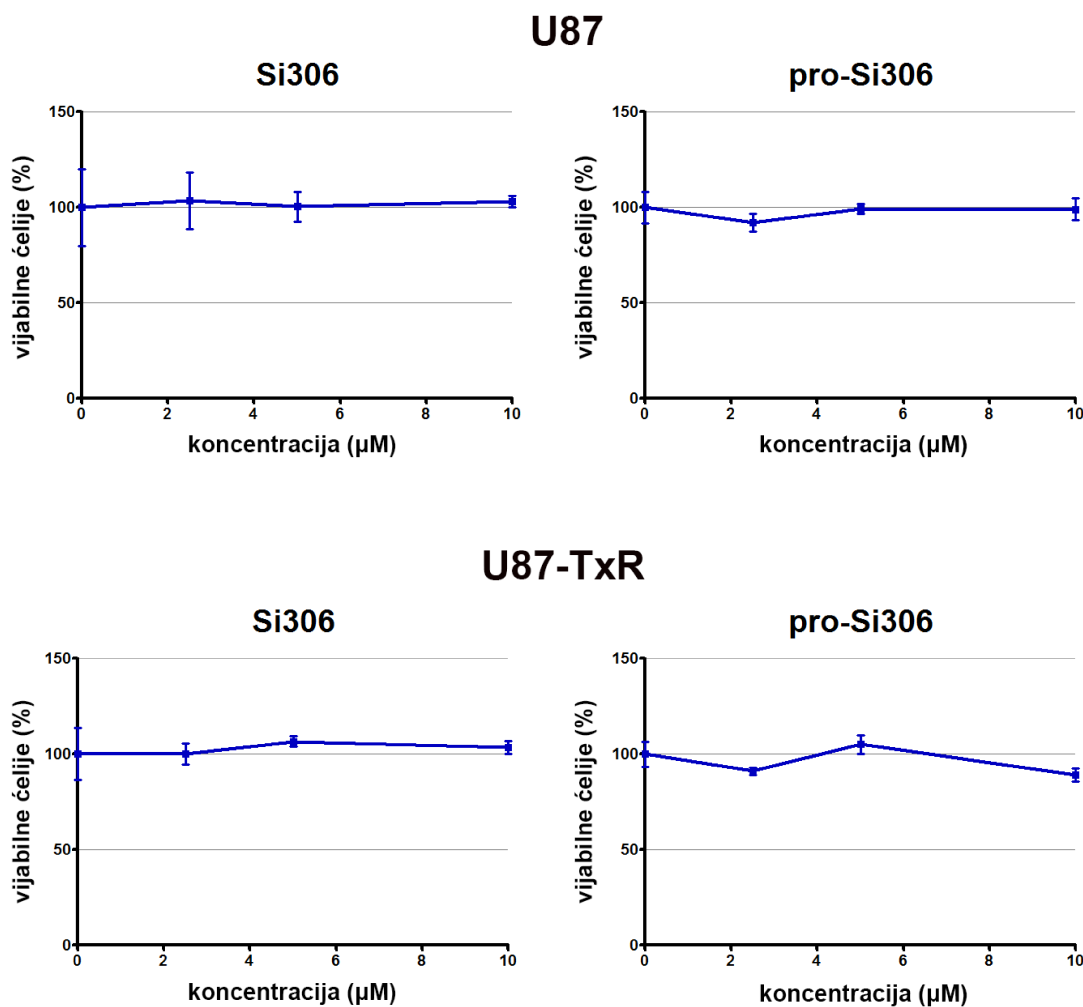 U87
Si306
150
100
50
0
vijabilne ćelije (%)
0 2 4 6 8 10
koncentracija (µM)
pro-Si306
150
100
50
0
vijabilne ćelije (%)
0 2 4 6 8 10
koncentracija (µM)
U87-TxR
Si306
150
100
50
0
vijabilne ćelije (%)
0 2 4 6 8 10
koncentracija (µM)
pro-Si306
150
100
50
0
vijabilne ćelije (%)
0 2 4 6 8 10
koncentracija (µM)